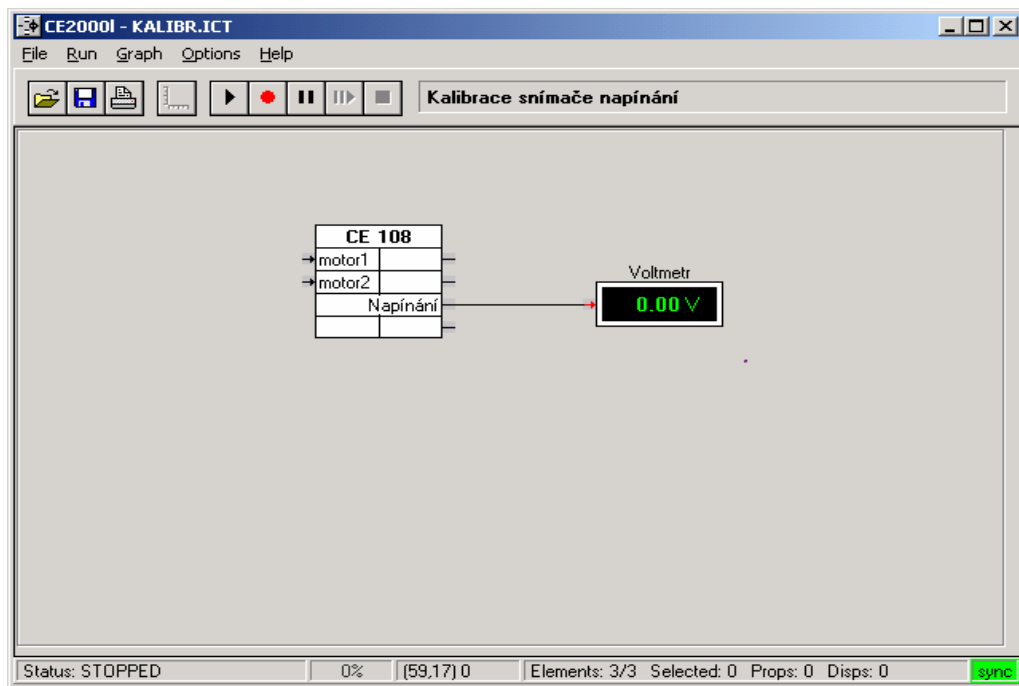 CE2000l - KALIBR.ICT
File Run Graph Options Help
Kalibrace snímače napínání
CE 108
motor1
motor2
Napínání
Voltmetr
0.00 V
Status: STOPPED 0% (59,17) 0 Elements: 3/3 Selected: 0 Props: 0 Disps: 0 sync